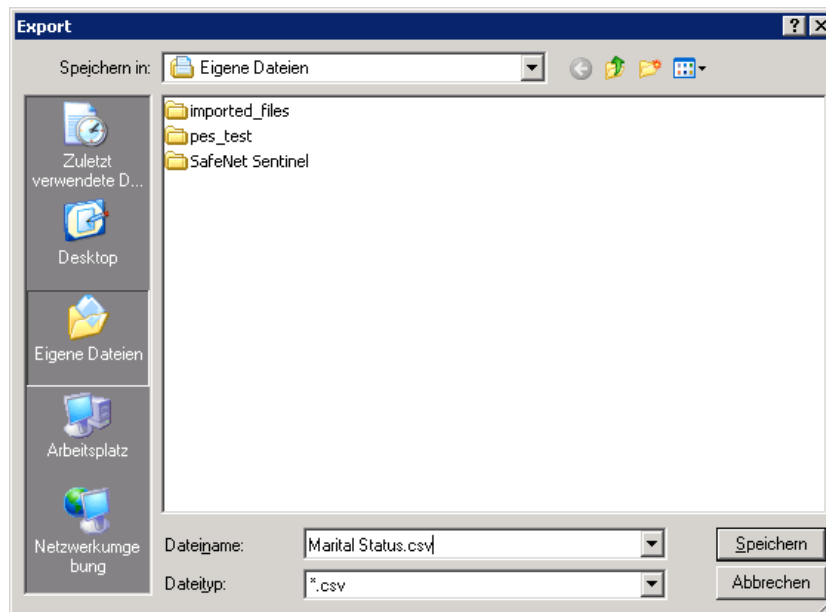 Export
Speichern in:
Eigene Dateien
imported_files
pes_test
SafeNet Sentinel
Zuletzt
verwendete D...
Desktop
Eigene Dateien
Arbeitsplatz
Netzwerkumge
bung
Dateiname:
Marital Status.csv
Speichern
Dateityp:
*.csv
Abbrechen